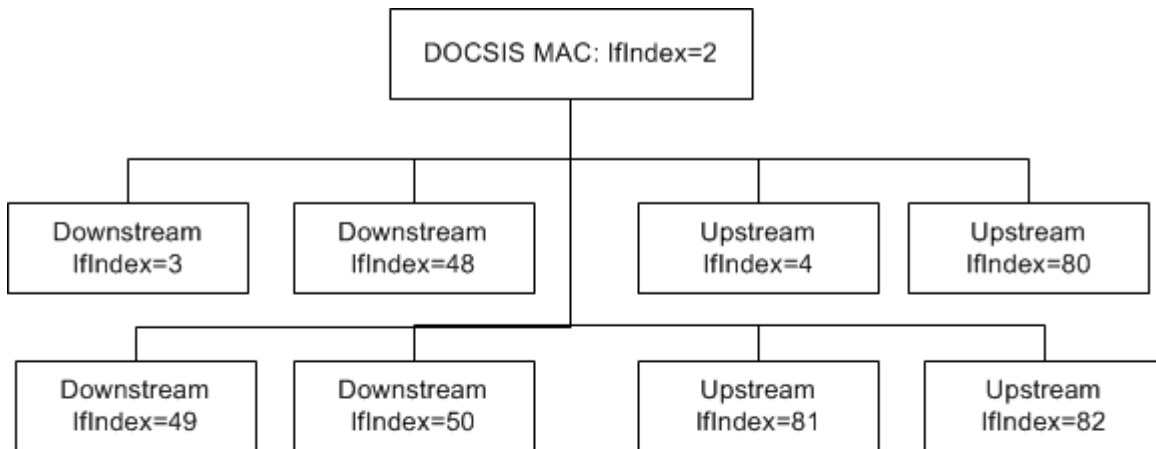 DOCSIS MAC: IfIndex=2
Downstream
IfIndex=3
Downstream
IfIndex=48
Upstream
IfIndex=4
Upstream
IfIndex=80
Downstream
IfIndex=49
Downstream
IfIndex=50
Upstream
IfIndex=81
Upstream
IfIndex=82